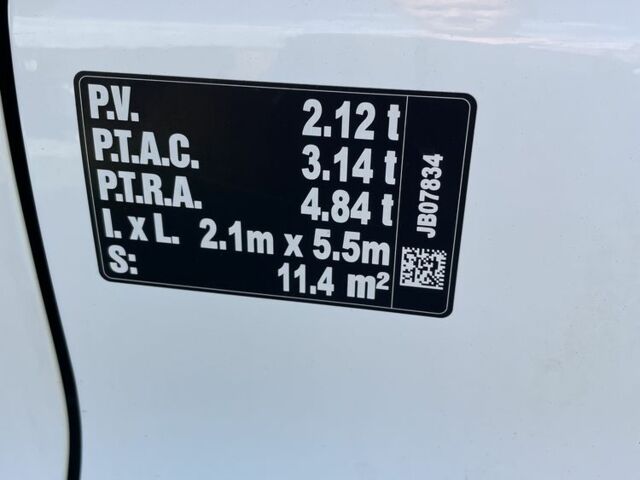 P.V. 2.12 t
P.T.A.C. 3.14 t
P.T.R.A. 4.84 t
l. x L. 2.1m x 5.5m
S: 11.4 m²
JB07834